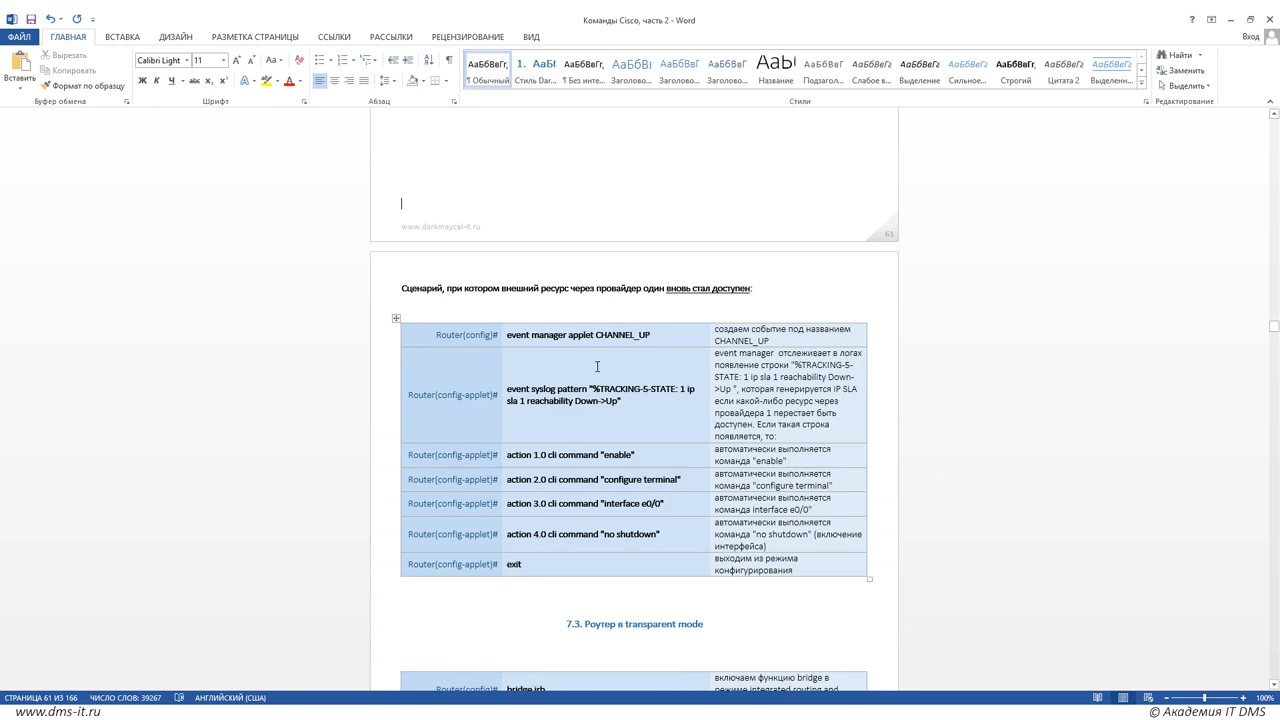 Команды Cisco, часть 2 - Word
ФАЙЛ ГЛАВНАЯ ВСТАВКА ДИЗАЙН РАЗМЕТКА СТРАНИЦЫ ССЫЛКИ РАССЫЛКИ РЕЦЕНЗИРОВАНИЕ ВИД Вход
Вставить
Вырезать
Копировать
Формат по образцу
Буфер обмена
Calibri Light 11
Шрифт
Абзац
АаБбВвГг, 1. АаБбІ АаБбВвГг, АаБбВı АаБбВвГ АаБбВвГ АаБІ АаБбВвГг АаБбВвГг АаБбВвГг АаБбВвГг АаБбВвГг, АаБбВвГг АаБбВвГг
¶ Обычный Стиль Dar... ¶ Без инте... Заголово... Заголово... Заголово... Название Подзагол... Слабое в... Выделение Сильное... Строгий Цитата 2 Выделенн...
Стили
Найти
Заменить
Выделить
Редактирование
www.darkmaycal-it.ru
61
Сценарий, при котором внешний ресурс через провайдер один вновь стал доступен:
Router(config)# event manager applet CHANNEL_UP
создаем событие под названием
CHANNEL_UP
Router(config-applet)#
event syslog pattern "%TRACKING-5-STATE: 1 ip
sla 1 reachability Down->Up"
event manager отслеживает в логах
появление строки "%TRACKING-5-
STATE: 1 ip sla 1 reachability Down-
>Up ", которая генерируется IP SLA
если какой-либо ресурс через
провайдера 1 перестает быть
доступен. Если такая строка
появляется, то:
Router(config-applet)# action 1.0 cli command "enable"
автоматически выполняется
команда "enable"
Router(config-applet)# action 2.0 cli command "configure terminal"
автоматически выполняется
команда "configure terminal"
Router(config-applet)# action 3.0 cli command "interface e0/0"
автоматически выполняется
команда interface e0/0"
Router(config-applet)# action 4.0 cli command "no shutdown"
автоматически выполняется
команда "no shutdown" (включение
интерфейса)
Router(config-applet)# exit
выходим из режима
конфигурирования
7.3. Роутер в transparent mode
Router(config)# bridge irb
включаем функцию bridge в
режиме integrated routing and
СТРАНИЦА 61 ИЗ 166 ЧИСЛО СЛОВ: 39267 АНГЛИЙСКИЙ (США) 100%
www.dms-it.ru © Академия IT DMS